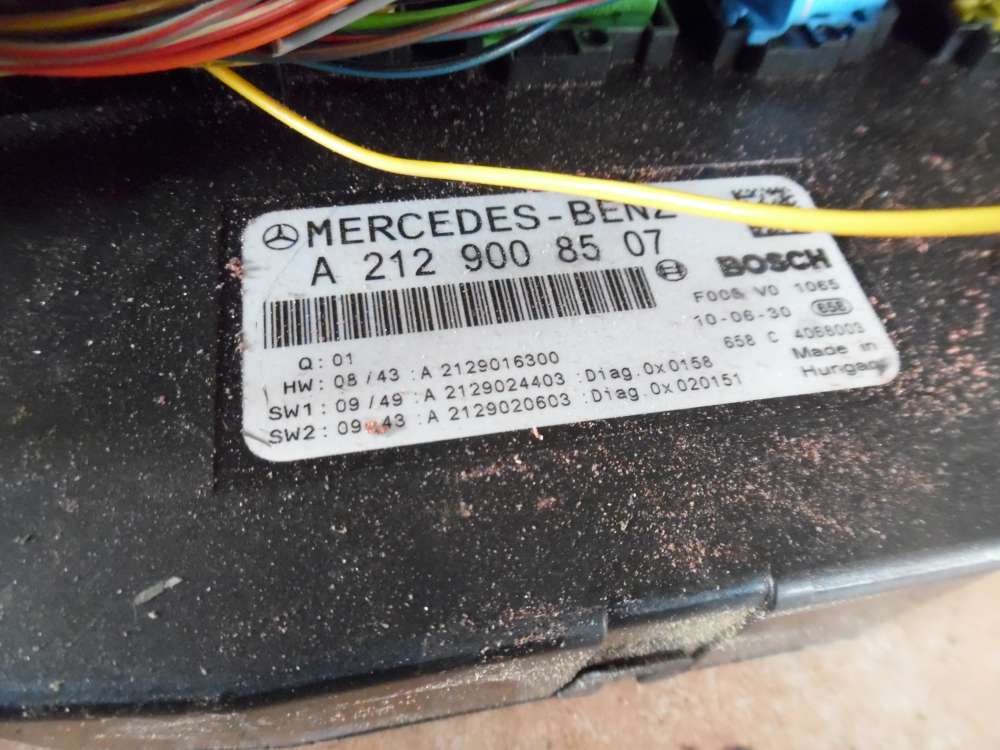 MERCEDES-BENZ
A 212 900 85 07
BOSCH
F00S V0 1065
10-06-30 65E
658 C 4068003
Made in
Hungary
Q: 01
HW: 08/43 :A 2129016300
SW1: 09/49 :A 2129024403 :Diag.0x0158
SW2: 09 43 :A 2129020603 :Diag.0x020151